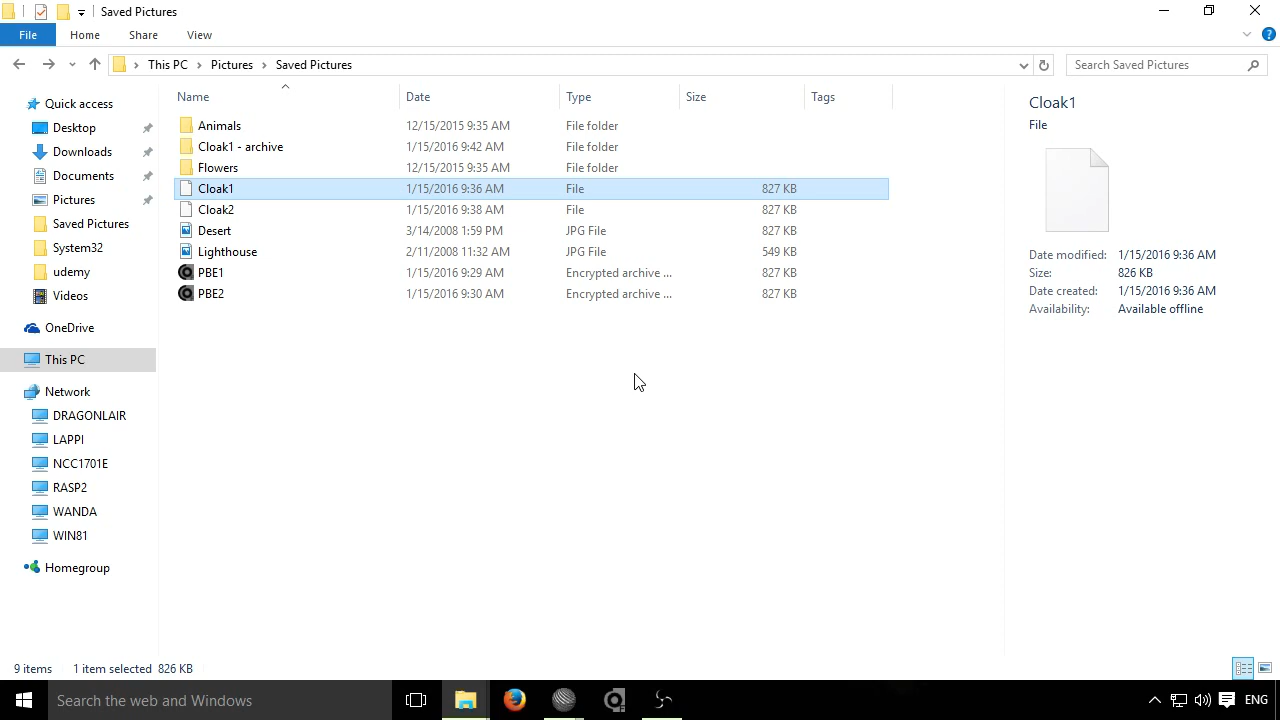 Saved Pictures
File Home Share View
This PC Pictures Saved Pictures
Search Saved Pictures
Name Date Type Size Tags
Animals 12/15/2015 9:35 AM File folder
Cloak1 - archive 1/15/2016 9:42 AM File folder
Flowers 12/15/2015 9:35 AM File folder
Cloak1 1/15/2016 9:36 AM File 827 KB
Cloak2 1/15/2016 9:38 AM File 827 KB
Desert 3/14/2008 1:59 PM JPG File 827 KB
Lighthouse 2/11/2008 11:32 AM JPG File 549 KB
PBE1 1/15/2016 9:29 AM Encrypted archive ... 827 KB
PBE2 1/15/2016 9:30 AM Encrypted archive ... 827 KB
Quick access
Desktop
Downloads
Documents
Pictures
Saved Pictures
System32
udemy
Videos
OneDrive
This PC
Network
DRAGONLAIR
LAPPI
NCC1701E
RASP2
WANDA
WIN81
Homegroup
Cloak1
File
Date modified: 1/15/2016 9:36 AM
Size: 826 KB
Date created: 1/15/2016 9:36 AM
Availability: Available offline
9 items 1 item selected 826 KB
Search the web and Windows
ENG